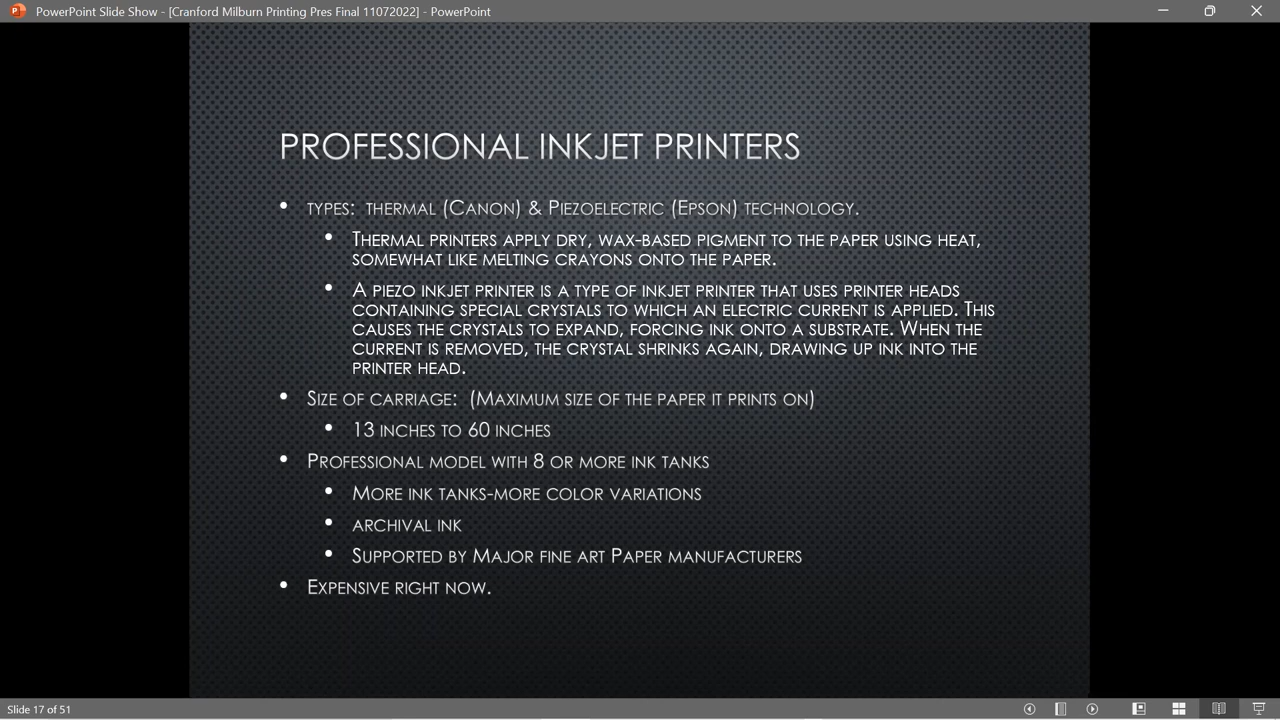 PowerPoint Slide Show - [Cranford Milburn Printing Pres Final 11072022] - PowerPoint
PROFESSIONAL INKJET PRINTERS
• TYPES: THERMAL (CANON) & PIEZOELECTRIC (EPSON) TECHNOLOGY.
• THERMAL PRINTERS APPLY DRY, WAX-BASED PIGMENT TO THE PAPER USING HEAT,
SOMEWHAT LIKE MELTING CRAYONS ONTO THE PAPER.
• A PIEZO INKJET PRINTER IS A TYPE OF INKJET PRINTER THAT USES PRINTER HEADS
CONTAINING SPECIAL CRYSTALS TO WHICH AN ELECTRIC CURRENT IS APPLIED. THIS
CAUSES THE CRYSTALS TO EXPAND, FORCING INK ONTO A SUBSTRATE. WHEN THE
CURRENT IS REMOVED, THE CRYSTAL SHRINKS AGAIN, DRAWING UP INK INTO THE
PRINTER HEAD.
• SIZE OF CARRIAGE: (MAXIMUM SIZE OF THE PAPER IT PRINTS ON)
• 13 INCHES TO 60 INCHES
• PROFESSIONAL MODEL WITH 8 OR MORE INK TANKS
• MORE INK TANKS-MORE COLOR VARIATIONS
• ARCHIVAL INK
• SUPPORTED BY MAJOR FINE ART PAPER MANUFACTURERS
• EXPENSIVE RIGHT NOW.
Slide 17 of 51